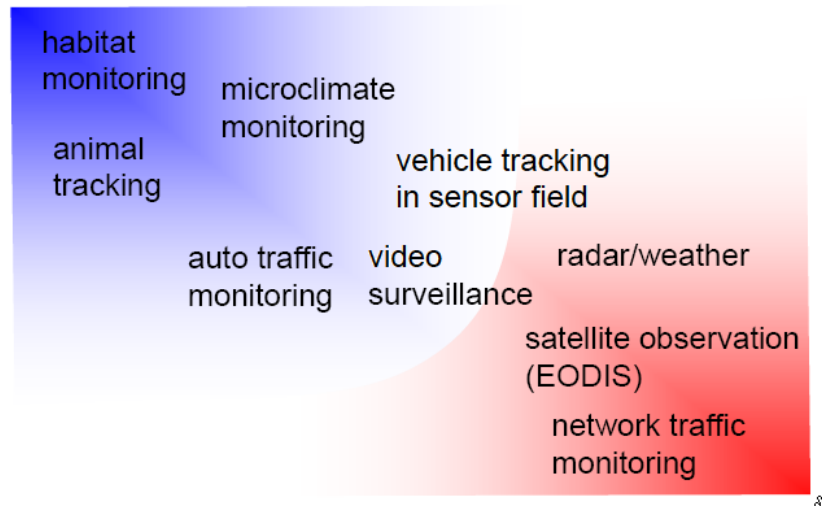 habitat
monitoring
microclimate
monitoring
animal
tracking
vehicle tracking
in sensor field
auto traffic
monitoring
video
surveillance
radar/weather
satellite observation
(EODIS)
network traffic
monitoring